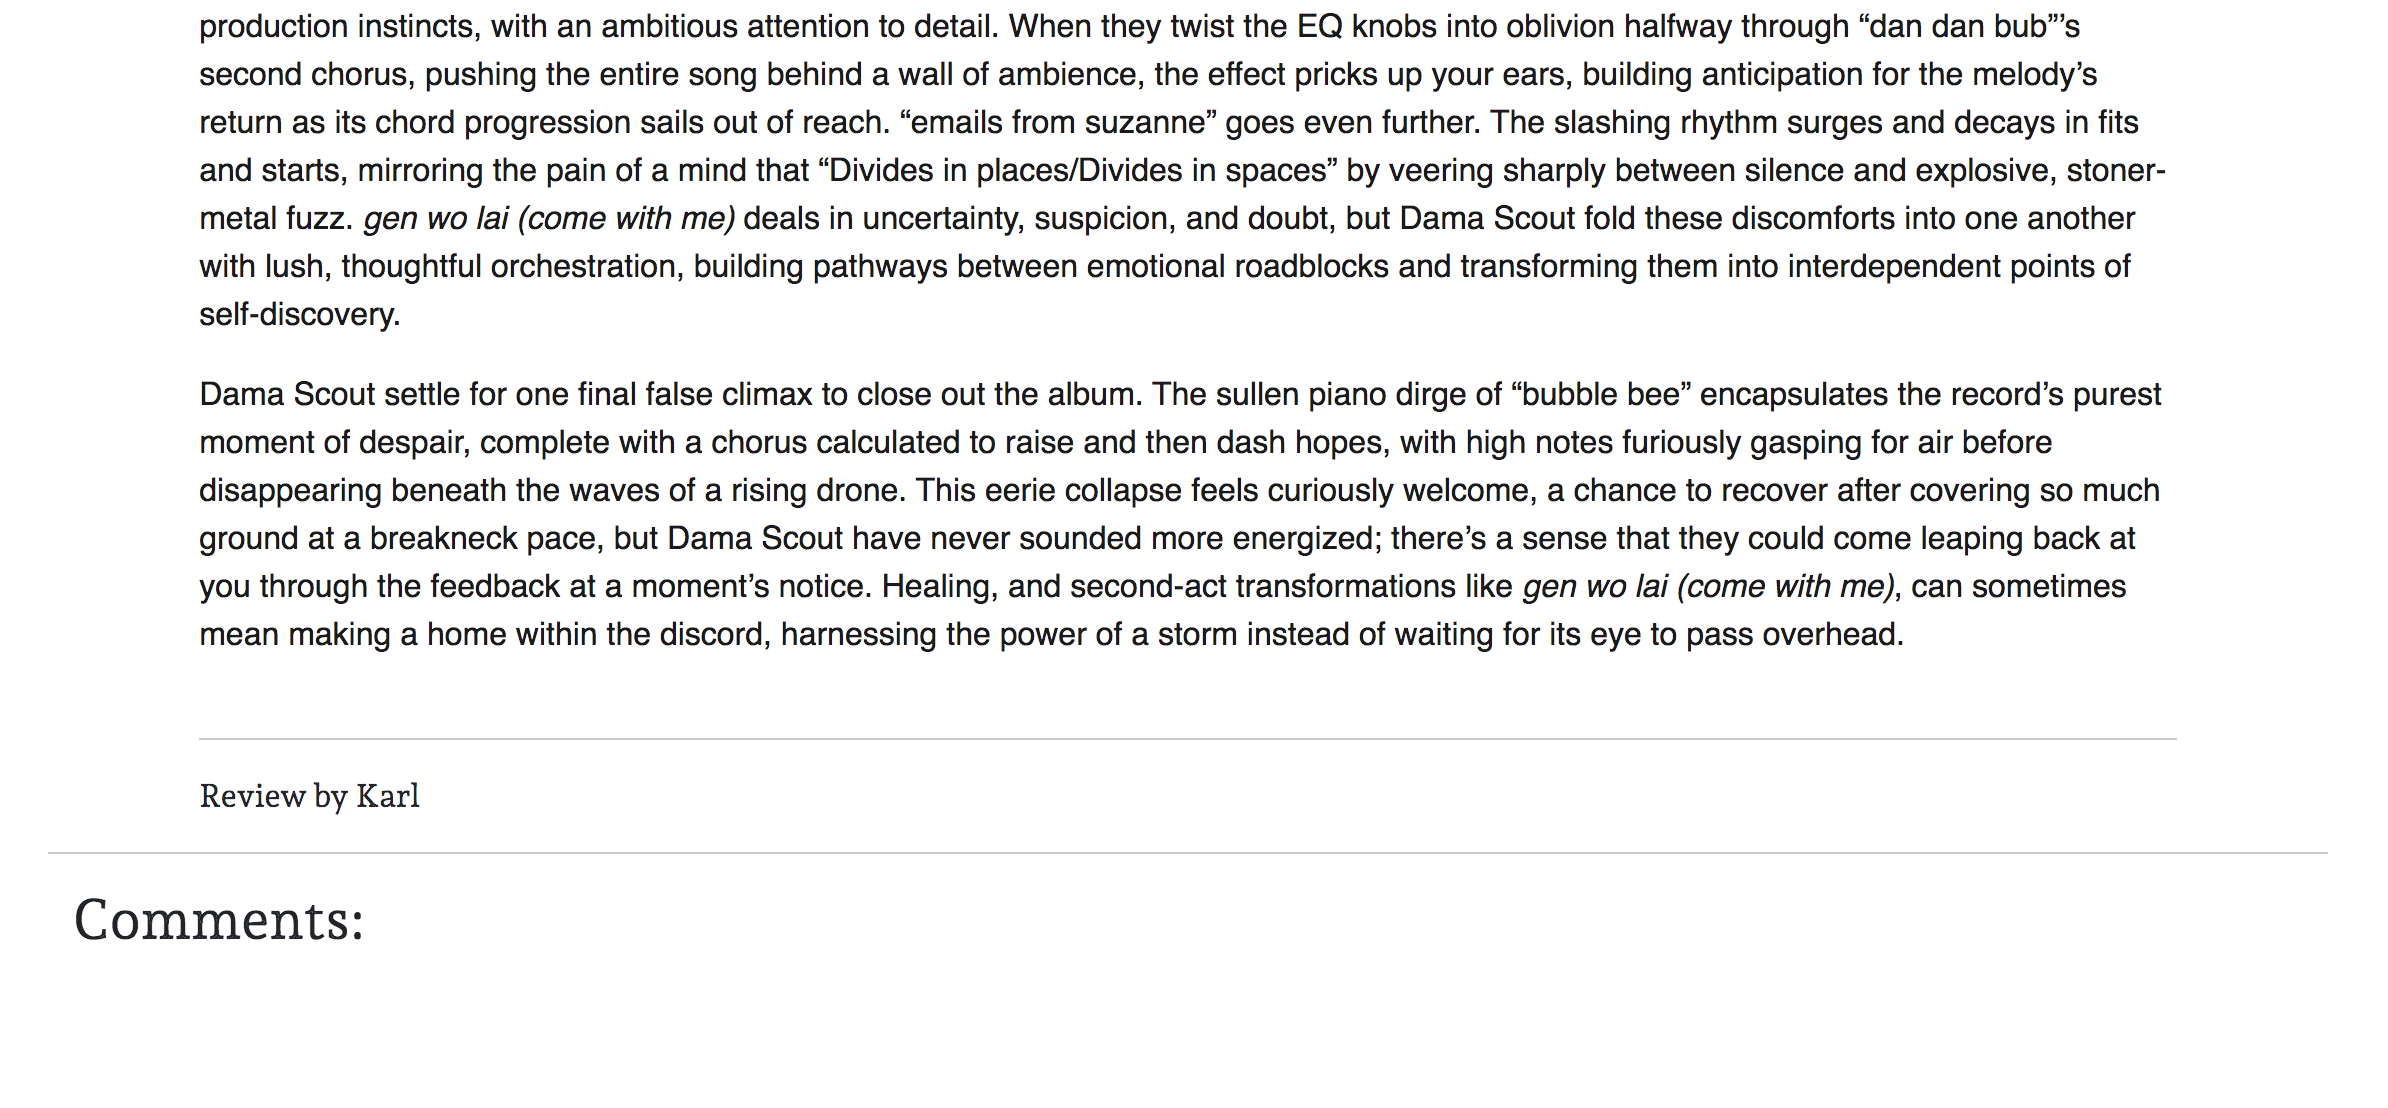 production instincts, with an ambitious attention to detail. When they twist the EQ knobs into oblivion halfway through “dan dan bub”’s
second chorus, pushing the entire song behind a wall of ambience, the effect pricks up your ears, building anticipation for the melody’s
return as its chord progression sails out of reach. “emails from suzanne” goes even further. The slashing rhythm surges and decays in fits
and starts, mirroring the pain of a mind that “Divides in places/Divides in spaces” by veering sharply between silence and explosive, stoner-
metal fuzz. gen wo lai (come with me) deals in uncertainty, suspicion, and doubt, but Dama Scout fold these discomforts into one another
with lush, thoughtful orchestration, building pathways between emotional roadblocks and transforming them into interdependent points of
self-discovery.
Dama Scout settle for one final false climax to close out the album. The sullen piano dirge of “bubble bee” encapsulates the record’s purest
moment of despair, complete with a chorus calculated to raise and then dash hopes, with high notes furiously gasping for air before
disappearing beneath the waves of a rising drone. This eerie collapse feels curiously welcome, a chance to recover after covering so much
ground at a breakneck pace, but Dama Scout have never sounded more energized; there’s a sense that they could come leaping back at
you through the feedback at a moment’s notice. Healing, and second-act transformations like gen wo lai (come with me), can sometimes
mean making a home within the discord, harnessing the power of a storm instead of waiting for its eye to pass overhead.
Review by Karl
Comments: